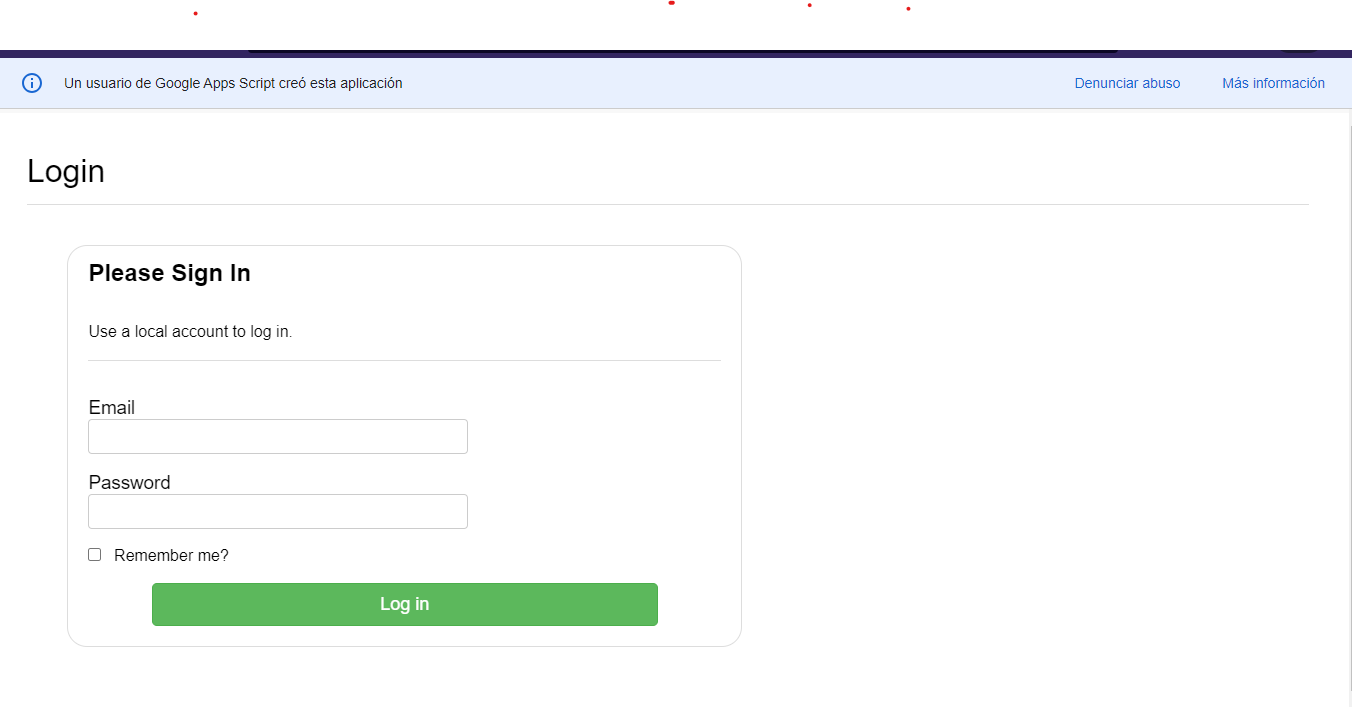 Un usuario de Google Apps Script creó esta aplicación Denunciar abuso Más información
Login
Please Sign In
Use a local account to log in.
Email
Password
Remember me?
Log in